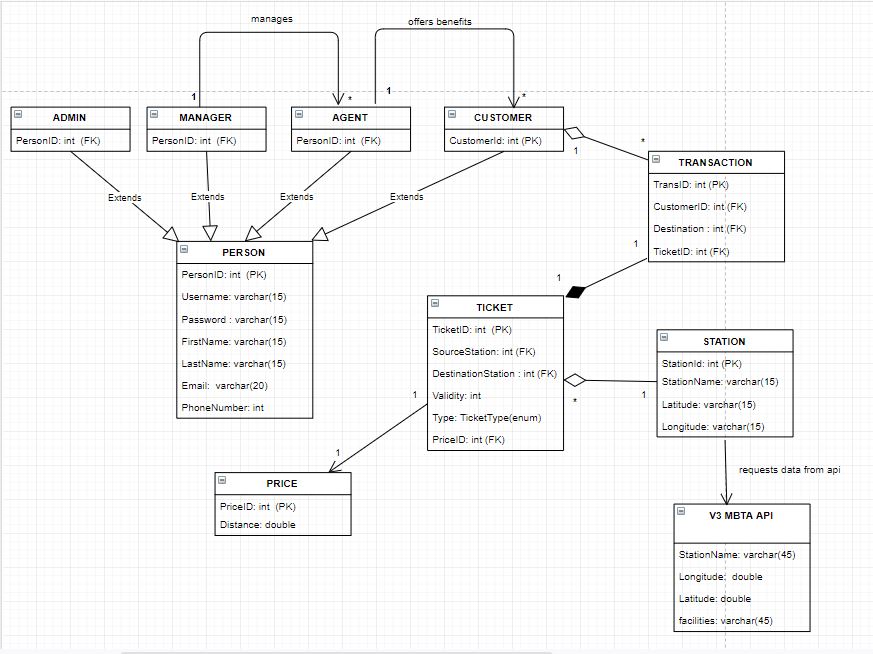 manages
offers benefits
1
*
1
*
ADMIN
PersonID: int (FK)
MANAGER
PersonID: int (FK)
AGENT
PersonID: int (FK)
CUSTOMER
CustomerId: int (PK)
1
*
TRANSACTION
TransID: int (PK)
CustomerID: int (FK)
Destination : int (FK)
TicketID: int (FK)
Extends
Extends
Extends
Extends
PERSON
PersonID: int (PK)
Username: varchar(15)
Password : varchar(15)
FirstName: varchar(15)
LastName: varchar(15)
Email: varchar(20)
PhoneNumber: int
1
1
TICKET
TicketID: int (PK)
SourceStation: int (FK)
DestinationStation : int (FK)
Validity: int
Type: TicketType(enum)
PriceID: int (FK)
*
1
STATION
StationId: int (PK)
StationName: varchar(15)
Latitude: varchar(15)
Longitude: varchar(15)
1
1
PRICE
PriceID: int (PK)
Distance: double
requests data from api
V3 MBTA API
StationName: varchar(45)
Longitude: double
Latitude: double
facilities: varchar(45)